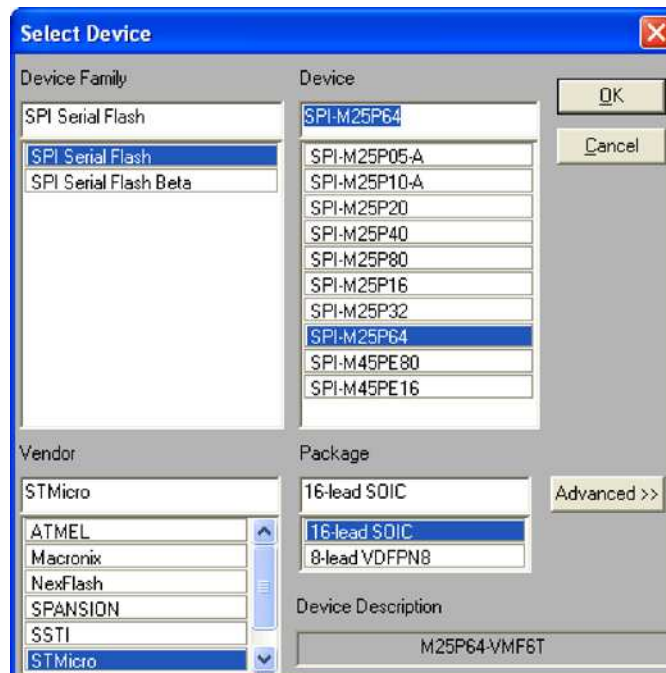 Select Device
Device Family
SPI Serial Flash
SPI Serial Flash
SPI Serial Flash Beta
Device
SPI-M25P64
SPI-M25P05-A
SPI-M25P10-A
SPI-M25P20
SPI-M25P40
SPI-M25P80
SPI-M25P16
SPI-M25P32
SPI-M25P64
SPI-M45PE80
SPI-M45PE16
OK
Cancel
Vendor
STMicro
ATMEL
Macronix
NexFlash
SPANSION
SSTI
STMicro
Package
16-lead SOIC
16-lead SOIC
8-lead VDFPN8
Advanced >>
Device Description
M25P64-VMF6T